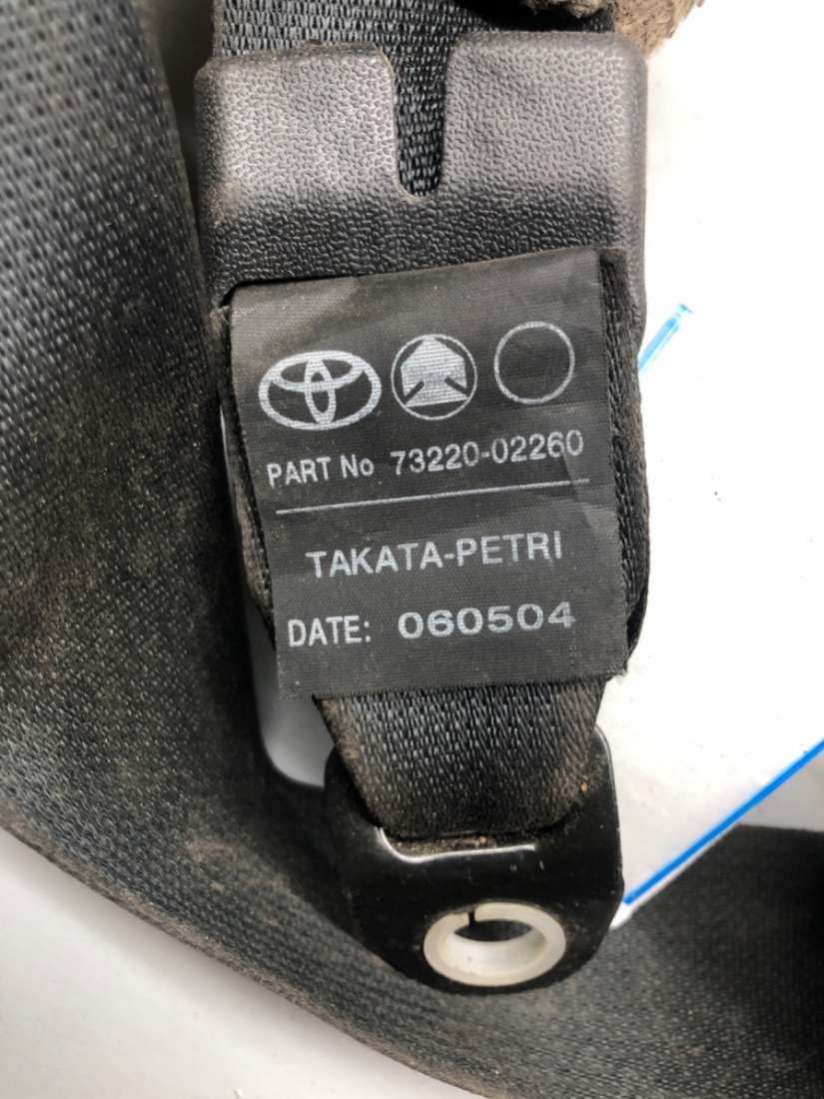 PART No 73220-02260
TAKATA-PETRI
DATE: 060504